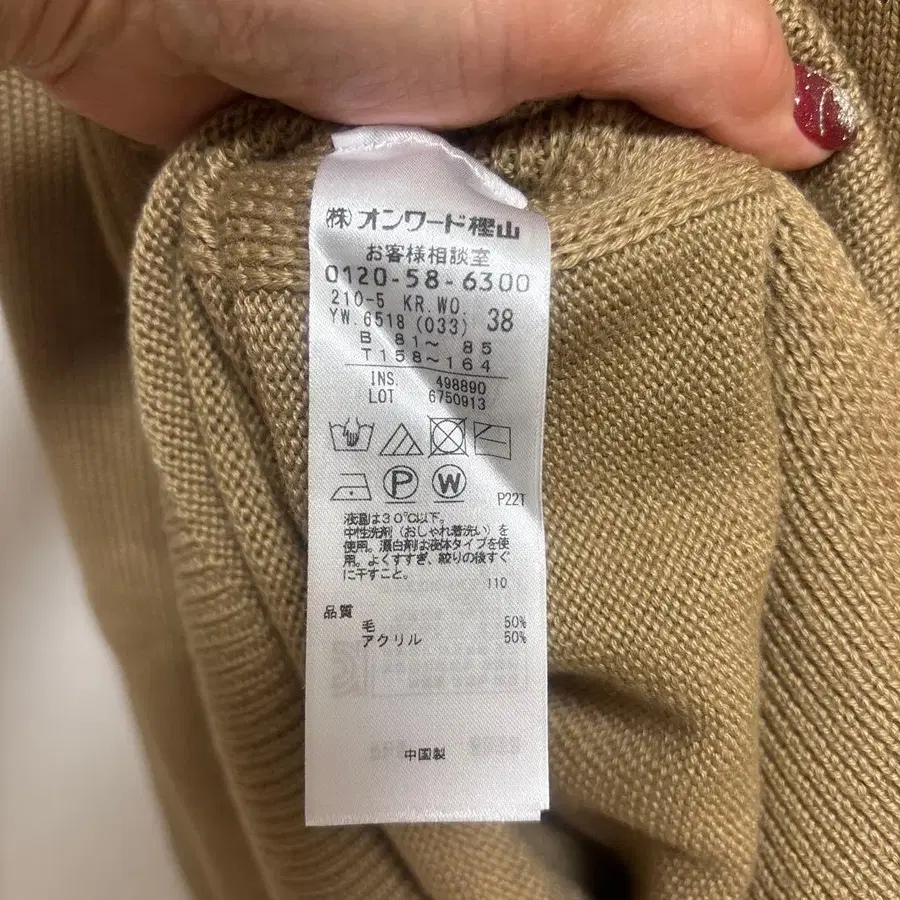 (株)オンワード樫山
お客様相談室
0120-58-6300
210-5 KR.WO.
YW.6518 (033) 38
B 81~ 85
T158~164
INS. 498890
LOT 6750913
P
W
P22T
液温は30℃以下。
中性洗剤(おしゃれ着洗い)を
使用。漂白剤は液体タイプを使
用。よくすすぎ、絞りの後すぐ
に干すこと。
110
品質
毛 50%
アクリル 50%
中国製